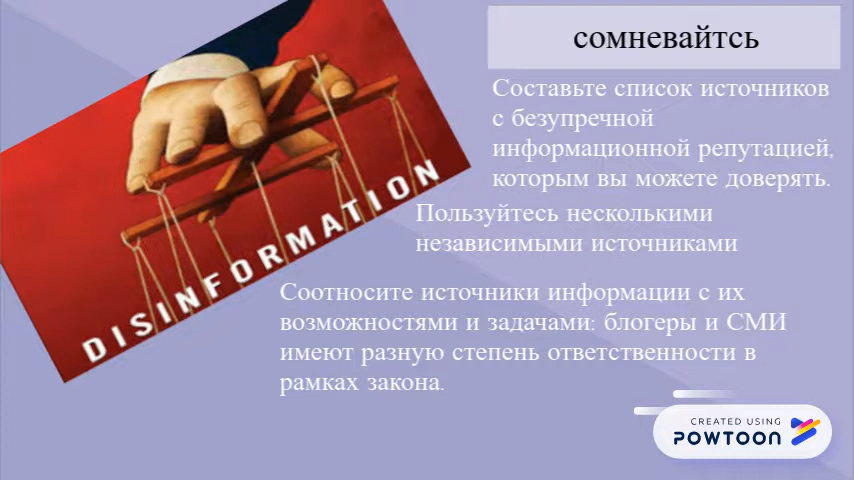 сомневайтсь
Составьте список источников
с безупречной
информационной репутацией,
которым вы можете доверять.
Пользуйтесь несколькими
независимыми источниками
DISINFORMATION
Соотносите источники информации с их
возможностями и задачами: блогеры и СМИ
имеют разную степень ответственности в
рамках закона.
CREATED USING
POWTOON